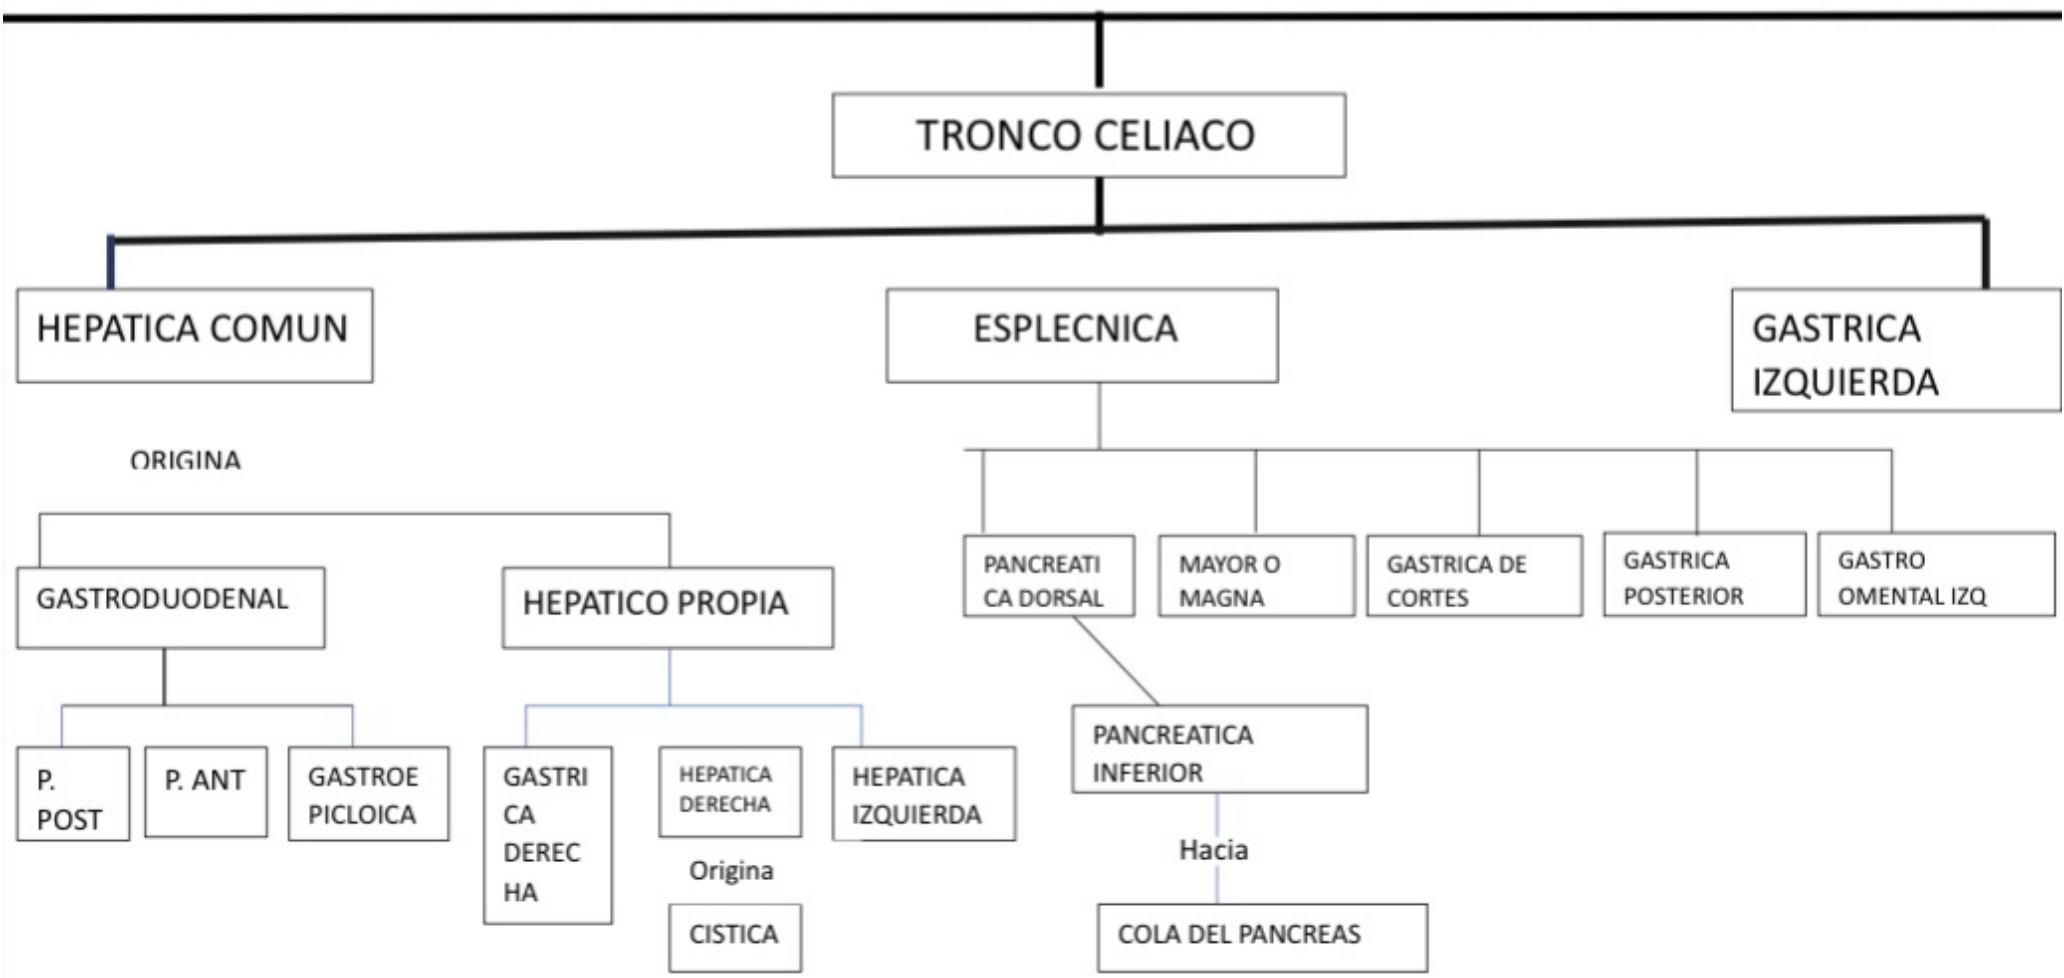 TRONCO CELIACO
HEPATICA COMUN
ESPLECNICA
GASTRICA
IZQUIERDA
ORIGINA
GASTRODUODENAL
HEPATICO PROPIA
PANCREATI
CA DORSAL
MAYOR O
MAGNA
GASTRICA DE
CORTES
GASTRICA
POSTERIOR
GASTRO
OMENTAL IZQ
P.
POST
P. ANT
GASTROE
PICLOICA
GASTRI
CA
DEREC
HA
HEPATICA
DERECHA
HEPATICA
IZQUIERDA
PANCREATICA
INFERIOR
Origina
Hacia
CISTICA
COLA DEL PANCREAS